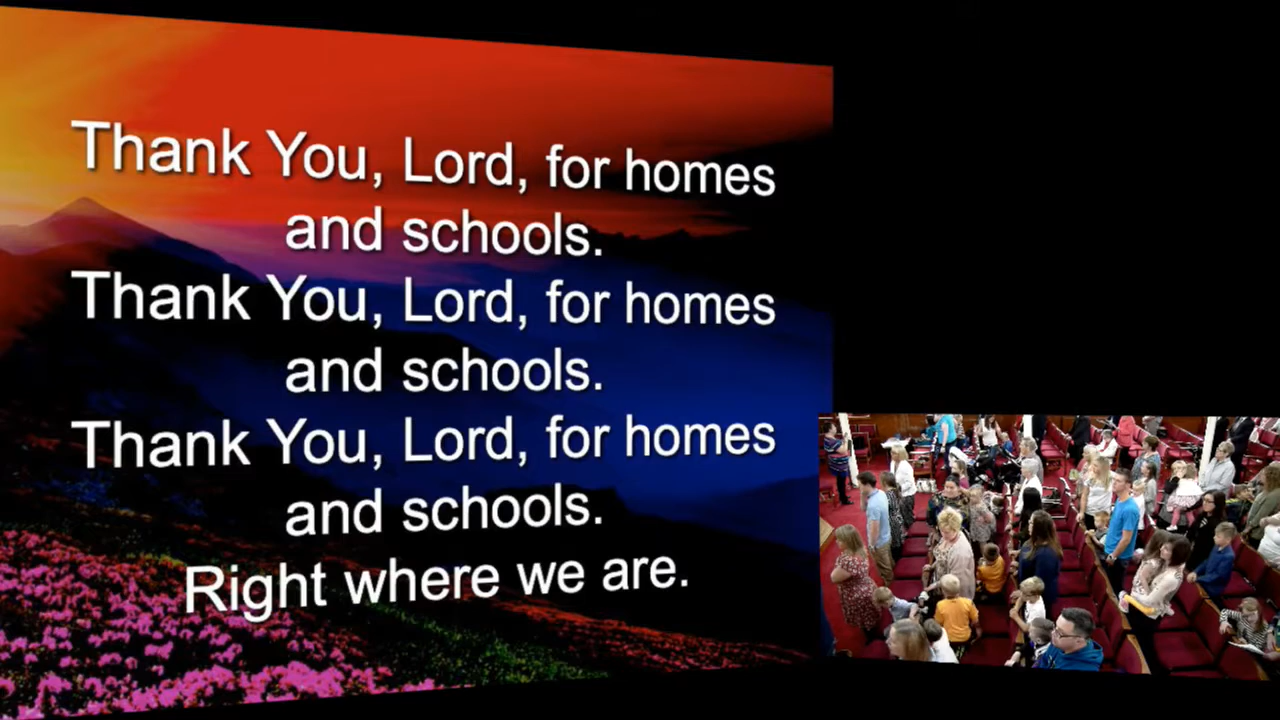 Thank You, Lord, for homes
and schools.
Thank You, Lord, for homes
and schools.
Thank You, Lord, for homes
and schools.
Right where we are.